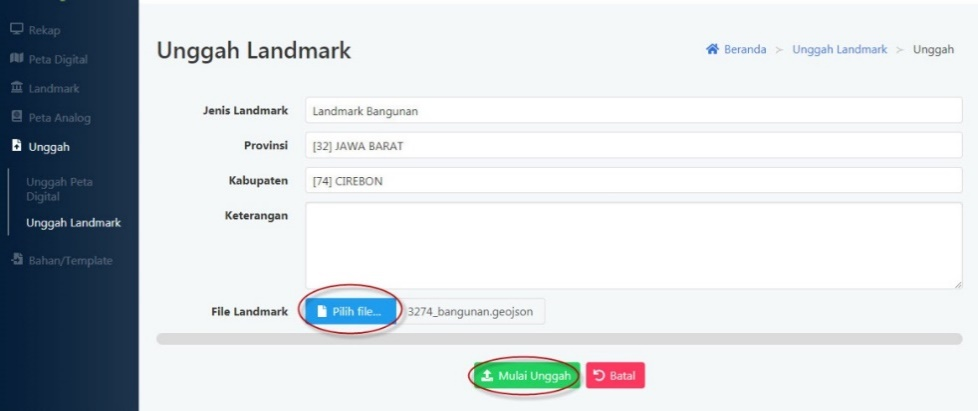 Rekap
Peta Digital
Landmark
Peta Analog
Unggah
Unggah Peta
Digital
Unggah Landmark
Bahan/Template
Unggah Landmark
Beranda > Unggah Landmark > Unggah
Jenis Landmark Landmark Bangunan
Provinsi [32] JAWA BARAT
Kabupaten [74] CIREBON
Keterangan
File Landmark Pilih file... 3274_bangunan.geojson
Mulai Unggah Batal